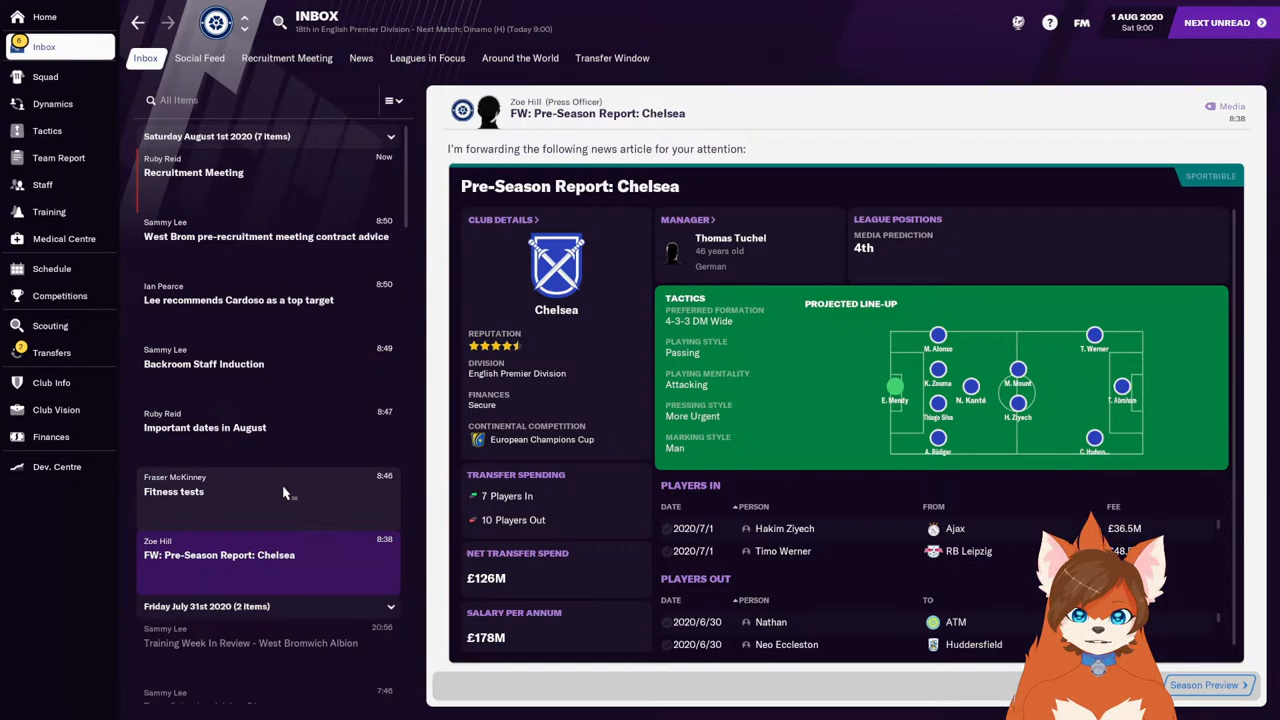 Home
Inbox
6
Squad
Dynamics
Tactics
Team Report
Staff
Training
Medical Centre
Schedule
Competitions
Scouting
Transfers
2
Club Info
Club Vision
Finances
Dev. Centre
INBOX
18th in English Premier Division - Next Match: Dinamo (H) (Today 9:00)
FM
1 AUG 2020
Sat 9:00
NEXT UNREAD
Inbox
Social Feed
Recruitment Meeting
News
Leagues in Focus
Around the World
Transfer Window
All Items
Saturday August 1st 2020 (7 Items)
Ruby Reid
Now
Recruitment Meeting
Sammy Lee
8:50
West Brom pre-recruitment meeting contract advice
Ian Pearce
8:50
Lee recommends Cardoso as a top target
Sammy Lee
8:49
Backroom Staff Induction
Ruby Reid
8:47
Important dates in August
Fraser McKinney
8:46
Fitness tests
Zoe Hill
8:38
FW: Pre-Season Report: Chelsea
Friday July 31st 2020 (2 Items)
Sammy Lee
20:56
Training Week In Review - West Bromwich Albion
Sammy Lee
7:46
Zoe Hill (Press Officer)
FW: Pre-Season Report: Chelsea
Media
8:38
I'm forwarding the following news article for your attention:
Pre-Season Report: Chelsea
SPORTBIBLE
CLUB DETAILS
Chelsea
REPUTATION
DIVISION
English Premier Division
FINANCES
Secure
CONTINENTAL COMPETITION
European Champions Cup
TRANSFER SPENDING
7 Players In
10 Players Out
NET TRANSFER SPEND
£126M
SALARY PER ANNUM
£178M
MANAGER
Thomas Tuchel
46 years old
German
LEAGUE POSITIONS
MEDIA PREDICTION
4th
TACTICS
PREFERRED FORMATION
4-3-3 DM Wide
PLAYING STYLE
Passing
PLAYING MENTALITY
Attacking
PRESSING STYLE
More Urgent
MARKING STYLE
Man
PROJECTED LINE-UP
M. Alonso
T. Werner
K. Zouma
M. Mount
E. Mendy
N. Kanté
T. Abraham
Thiago Silva
H. Ziyech
A. Rüdiger
C. Hudson...
PLAYERS IN
DATE
PERSON
FROM
FEE
2020/7/1
Hakim Ziyech
Ajax
£36.5M
2020/7/1
Timo Werner
RB Leipzig
PLAYERS OUT
DATE
PERSON
TO
2020/6/30
Nathan
ATM
2020/6/30
Neo Eccleston
Huddersfield
Season Preview